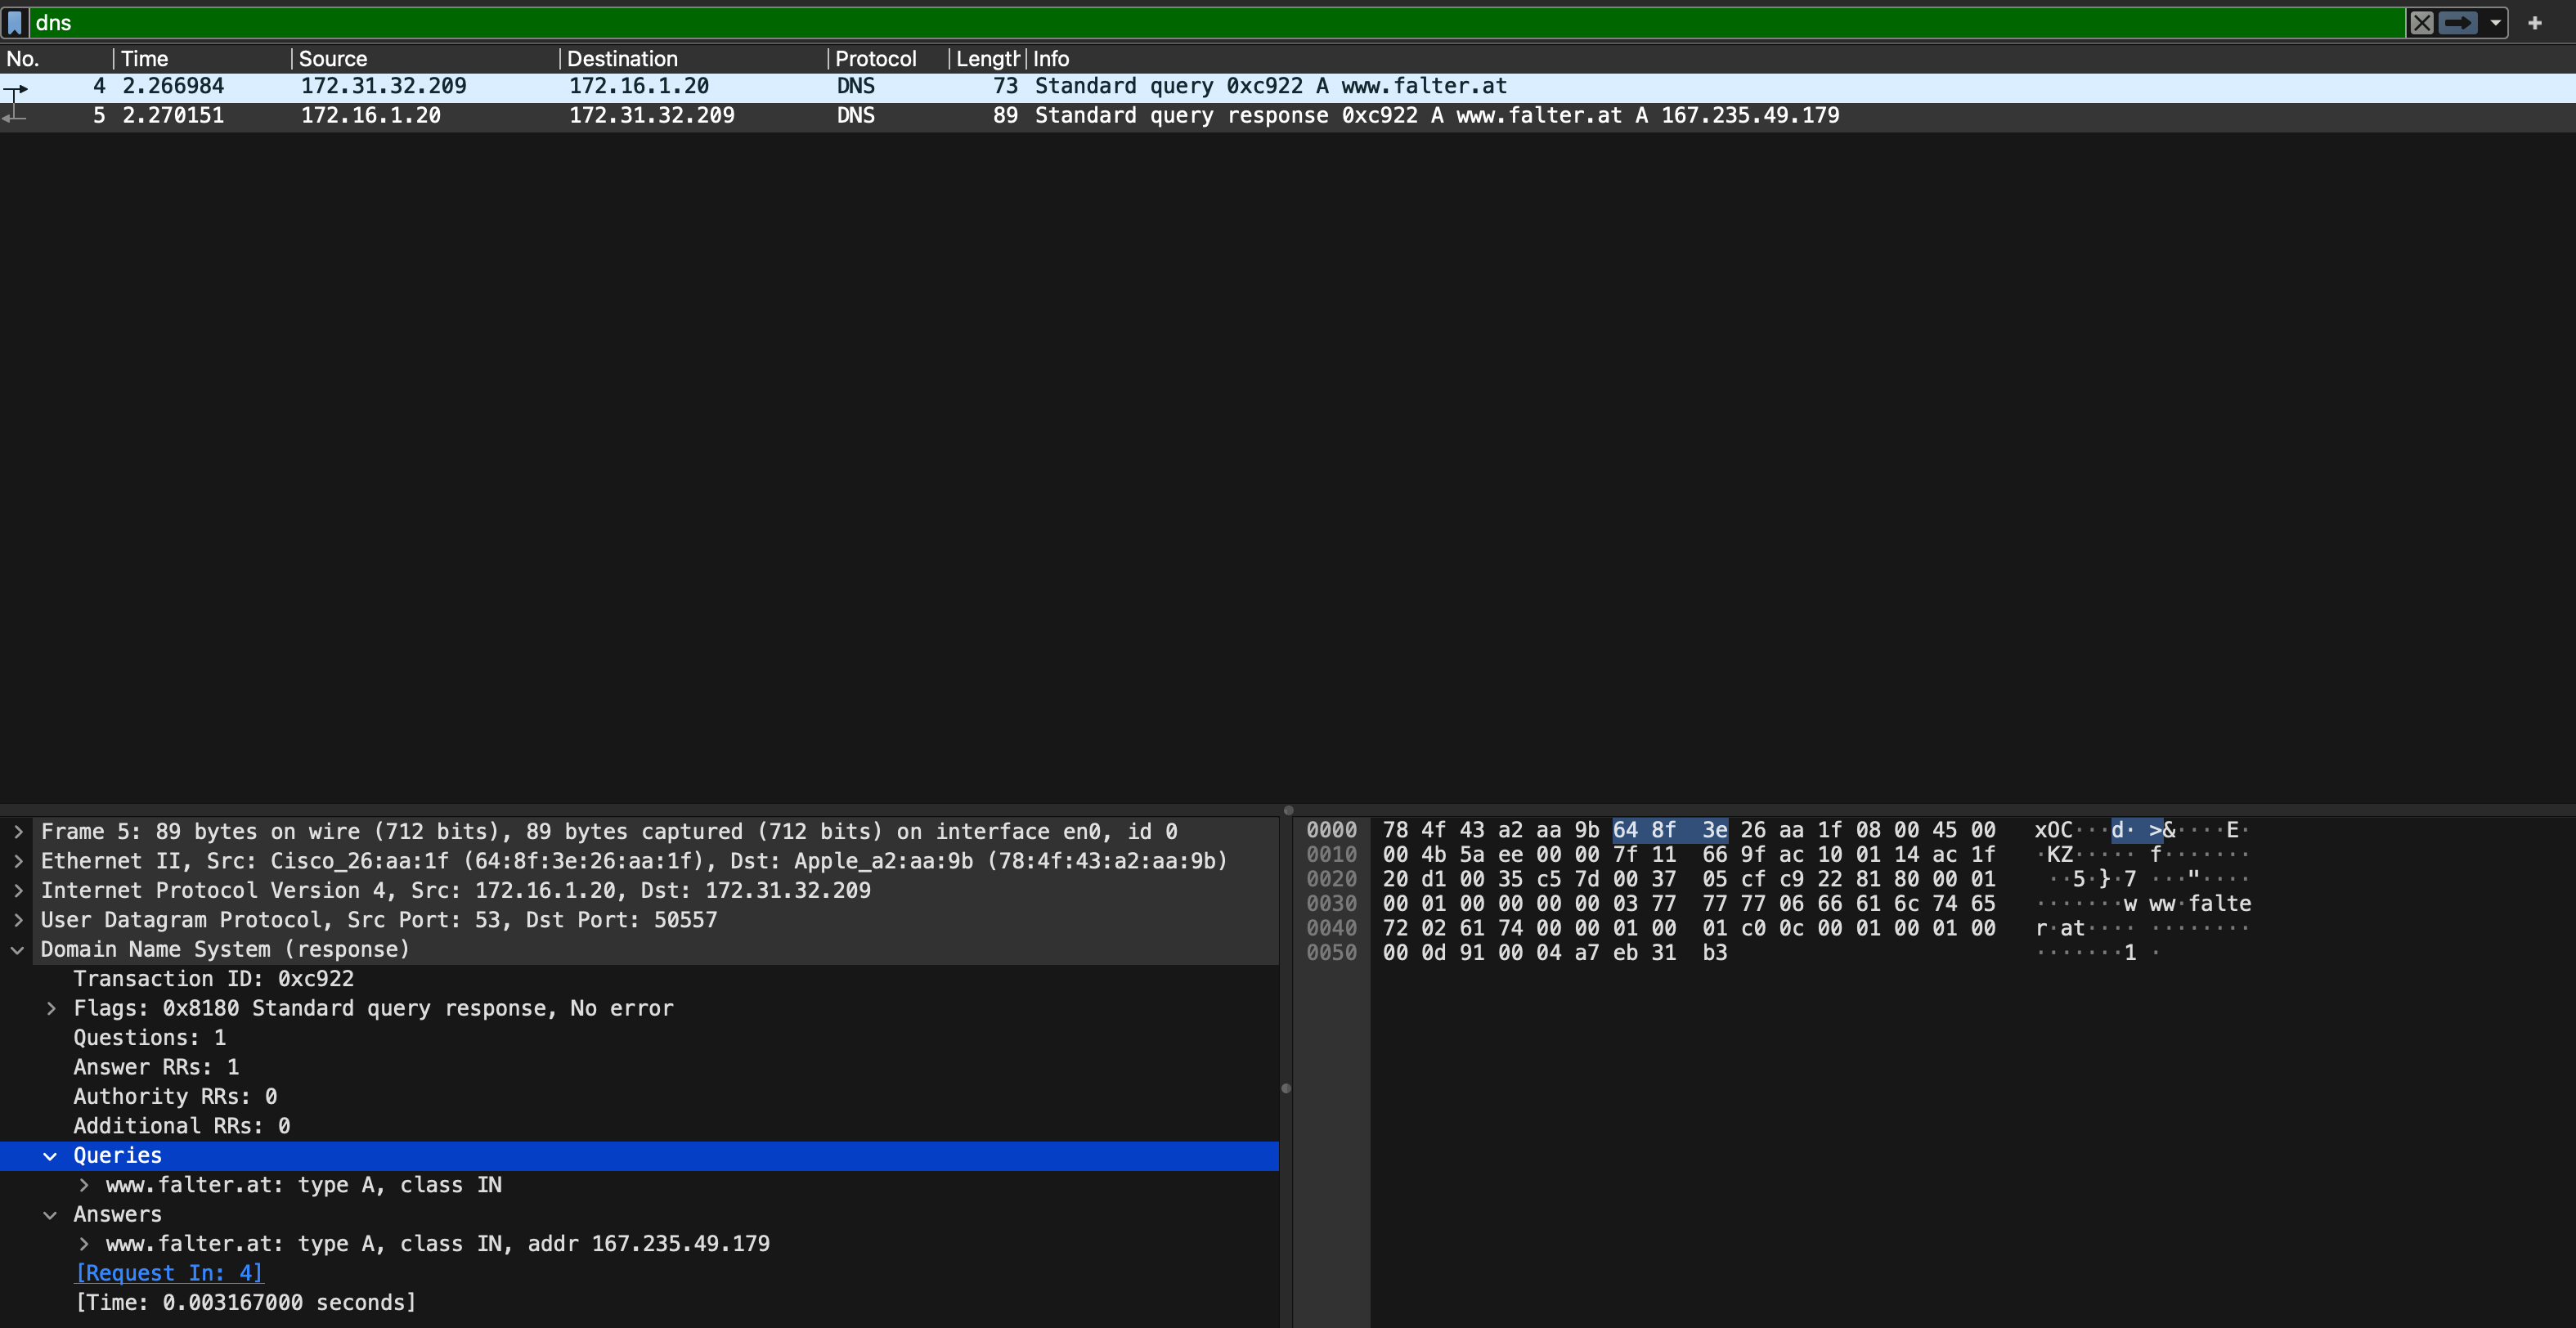 dns
No. Time Source Destination Protocol Length Info
4 2.266984 172.31.32.209 172.16.1.20 DNS 73 Standard query 0xc922 A www.falter.at
5 2.270151 172.16.1.20 172.31.32.209 DNS 89 Standard query response 0xc922 A www.falter.at A 167.235.49.179
Frame 5: 89 bytes on wire (712 bits), 89 bytes captured (712 bits) on interface en0, id 0
Ethernet II, Src: Cisco_26:aa:1f (64:8f:3e:26:aa:1f), Dst: Apple_a2:aa:9b (78:4f:43:a2:aa:9b)
Internet Protocol Version 4, Src: 172.16.1.20, Dst: 172.31.32.209
User Datagram Protocol, Src Port: 53, Dst Port: 50557
Domain Name System (response)
Transaction ID: 0xc922
Flags: 0x8180 Standard query response, No error
Questions: 1
Answer RRs: 1
Authority RRs: 0
Additional RRs: 0
Queries
www.falter.at: type A, class IN
Answers
www.falter.at: type A, class IN, addr 167.235.49.179
[Request In: 4]
[Time: 0.003167000 seconds]
0000 78 4f 43 a2 aa 9b 64 8f 3e 26 aa 1f 08 00 45 00 xOC···d· >&····E·
0010 00 4b 5a ee 00 00 7f 11 66 9f ac 10 01 14 ac 1f ·KZ····· f·······
0020 20 d1 00 35 c5 7d 00 37 05 cf c9 22 81 80 00 01 ··5·}·7 ···"····
0030 00 01 00 00 00 00 03 77 77 77 06 66 61 6c 74 65 ·······w ww·falte
0040 72 02 61 74 00 00 01 00 01 c0 0c 00 01 00 01 00 r·at···· ········
0050 00 0d 91 00 04 a7 eb 31 b3 ·······1 ·